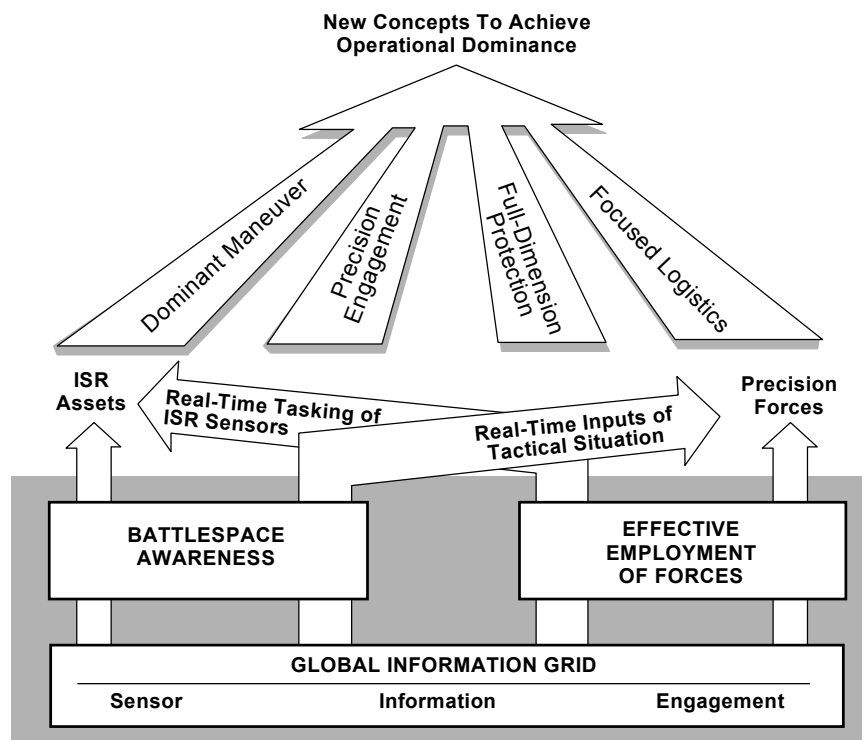 New Concepts To Achieve
Operational Dominance
Dominant Maneuver
Precision
Engagement
Full-Dimension
Protection
Focused Logistics
ISR
Assets
Real-Time Tasking of
ISR Sensors
Real-Time Inputs of
Tactical Situation
Precision
Forces
BATTLESPACE
AWARENESS
EFFECTIVE
EMPLOYMENT
OF FORCES
GLOBAL INFORMATION GRID
Sensor Information Engagement